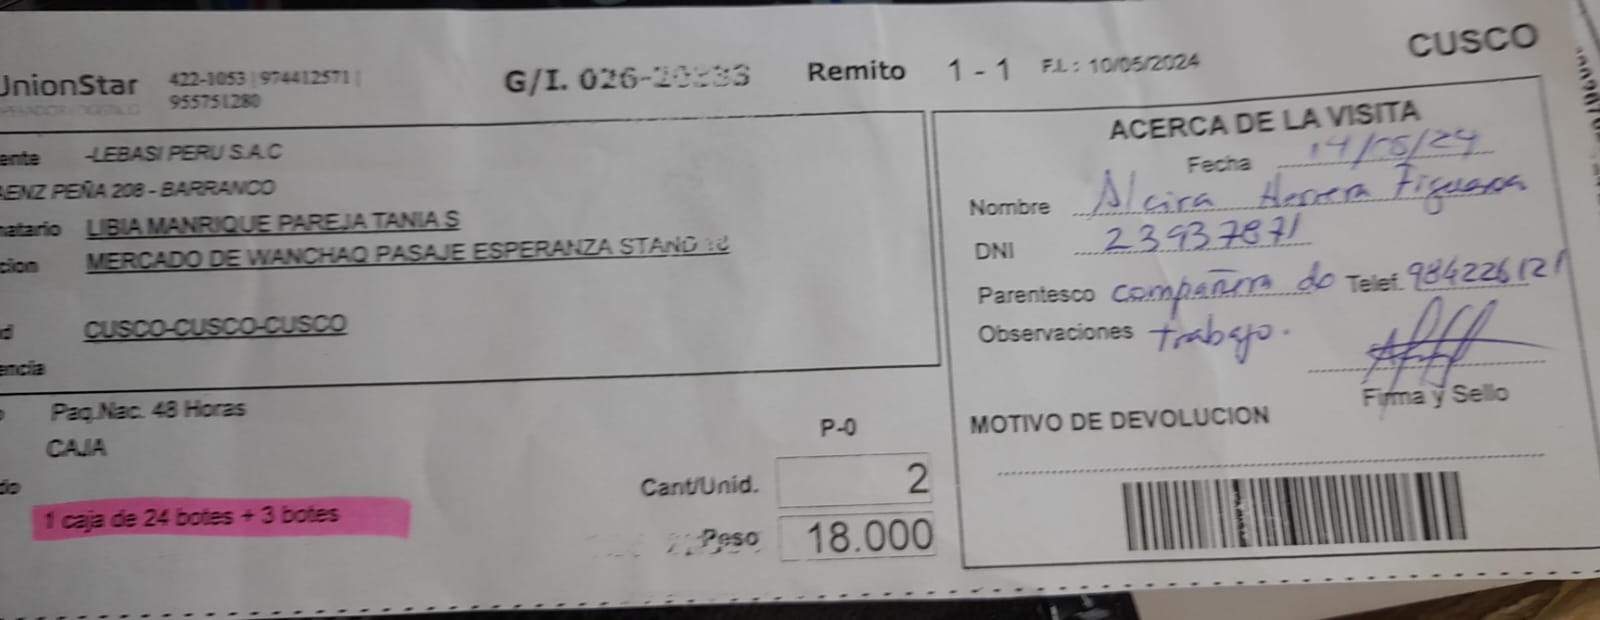 UnionStar 422-1053 | 974412571 |
955751280
G/I. 026-
Remito 1 - 1 F.I.: 10/05/2024
CUSCO
ente -LEBASI PERU S.A.C
AENZ PEÑA 208 - BARRANCO
natario LIBIA MANRIQUE PAREJA TANIA S
cion MERCADO DE WANCHAQ PASAJE ESPERANZA STAND
d CUSCO-CUSCO-CUSCO
encia
Paq.Nac. 48 Horas
CAJA
do
1 caja de 24 botes + 3 botes
P-0
Cant/Unid. 2
Peso 18.000
ACERCA DE LA VISITA
Fecha 14/05/24
Nombre Alcira Herrera Figueroa
DNI 23937871
Parentesco compañera de Telef. 984226121
Observaciones trabajo.
Firma y Sello
MOTIVO DE DEVOLUCION